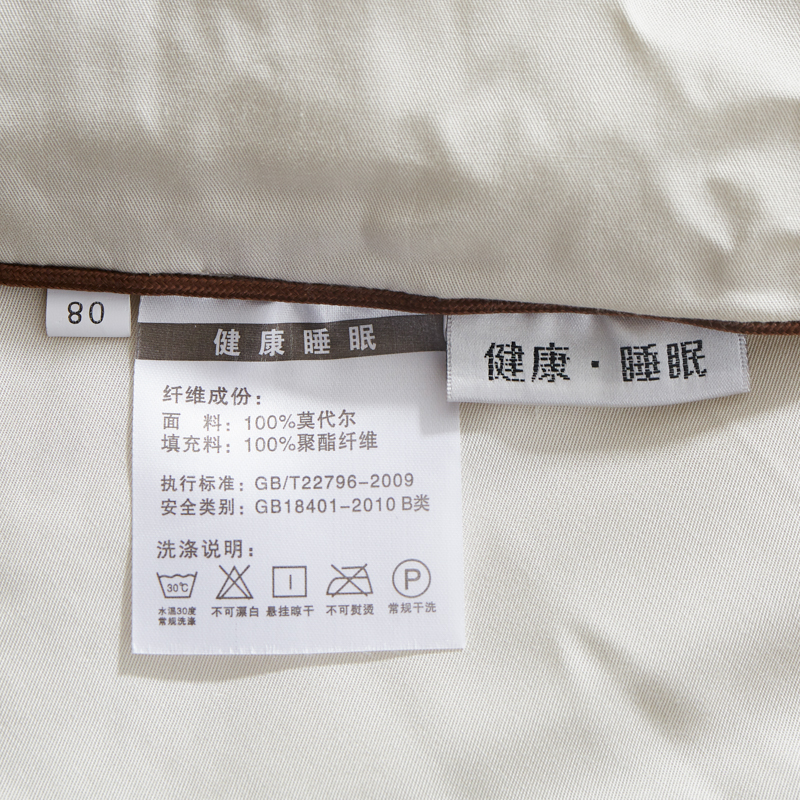 80
健康睡眠
健康·睡眠
纤维成份：
面 料：100%莫代尔
填充料：100%聚酯纤维
执行标准：GB/T22796-2009
安全类别：GB18401-2010 B类
洗涤说明：
30℃
P
水温30度
常规洗涤
不可漂白
悬挂晾干
不可熨烫
常规干洗